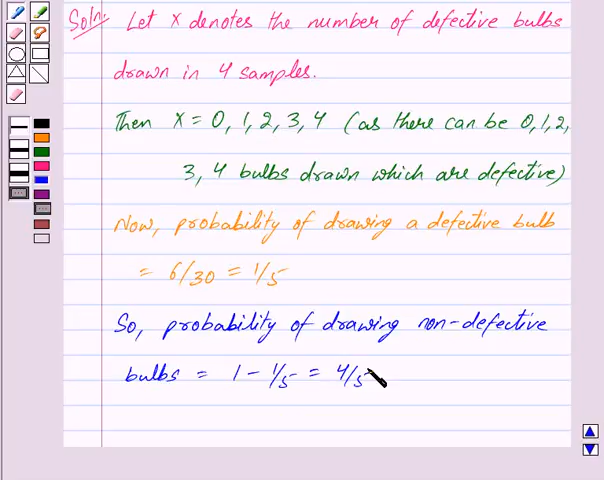 Soln. Let X denotes the number of defective bulbs
drawn in 4 samples.
Then X = 0, 1, 2, 3, 4 (as there can be 0, 1, 2,
3, 4 bulbs drawn which are defective)
Now, probability of drawing a defective bulb
= 6/30 = 1/5
So, probability of drawing non-defective
bulbs = 1 - 1/5 = 4/5